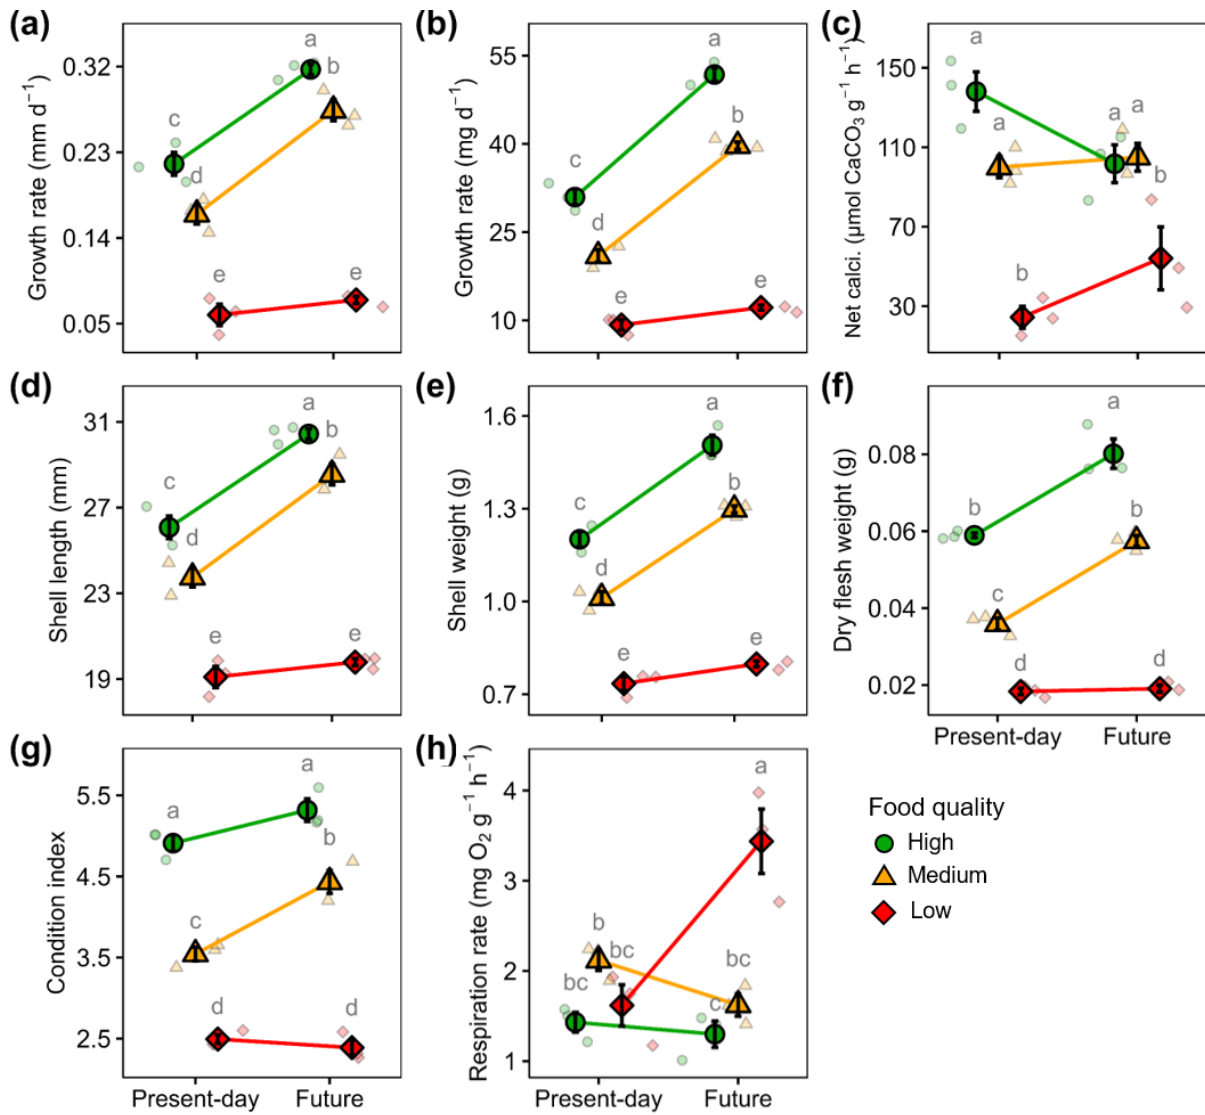 (a)
Growth rate (mm d⁻¹)
0.32
0.23
0.14
0.05
c
d
e
a
b
e
(b)
Growth rate (mg d⁻¹)
55
40
25
10
c
d
e
a
b
e
(c)
Net calci. (μmol CaCO₃ g⁻¹ h⁻¹)
150
110
70
30
a
a
b
a
a
b
(d)
Shell length (mm)
31
27
23
19
c
d
e
a
b
e
(e)
Shell weight (g)
1.6
1.3
1.0
0.7
c
d
e
a
b
e
(f)
Dry flesh weight (g)
0.08
0.06
0.04
0.02
b
c
d
a
b
d
Present-day Future
(g)
Condition index
5.5
4.5
3.5
2.5
a
c
d
a
b
d
Present-day Future
(h)
Respiration rate (mg O₂ g⁻¹ h⁻¹)
4
3
2
1
bc
b
bc
c
bc
a
Present-day Future
Food quality
High
Medium
Low